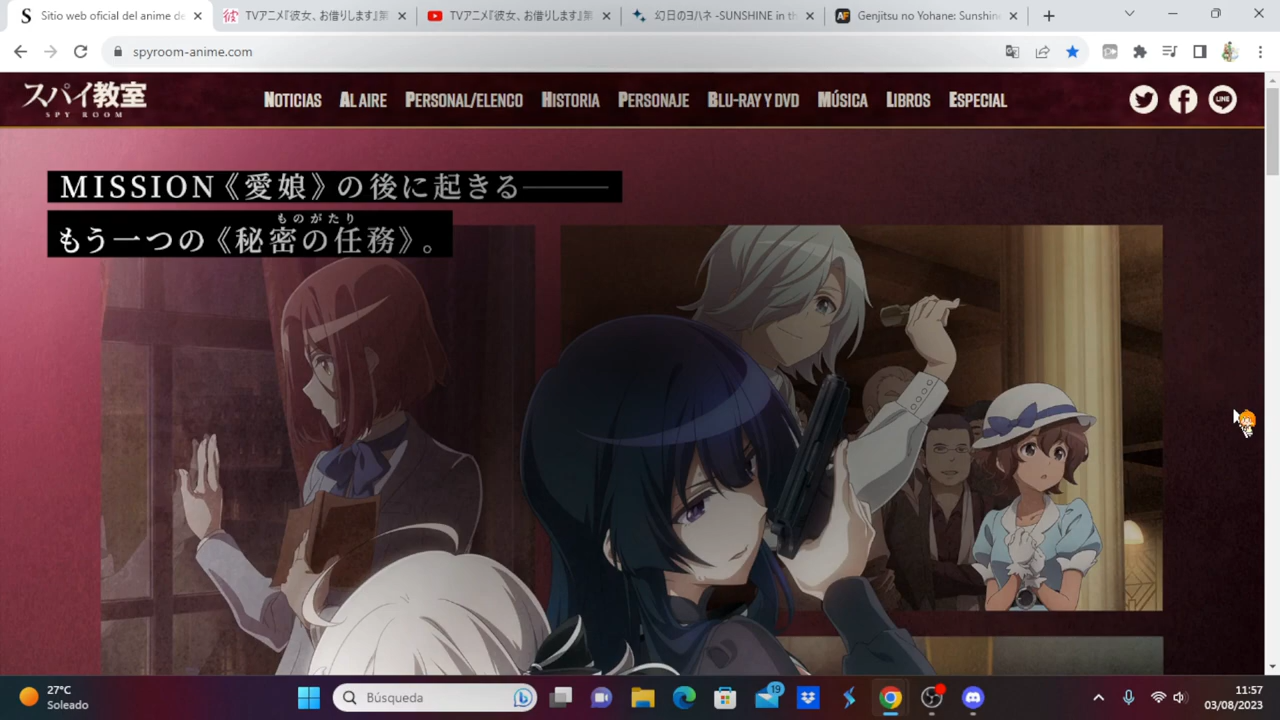 Sitio web oficial del anime de
TVアニメ『彼女、お借りします』第
TVアニメ『彼女、お借りします』第
幻日のヨハネ -SUNSHINE in th
Genjitsu no Yohane: Sunshine
spyroom-anime.com
スパイ教室
SPY ROOM
NOTICIAS
AL AIRE
PERSONAL/ELENCO
HISTORIA
PERSONAJE
BLU-RAY Y DVD
MÚSICA
LIBROS
ESPECIAL
LINE
MISSION《愛娘》の後に起きる———
ものがたり
もう一つの《秘密の任務》。
27°C
Soleado
Búsqueda
19
11:57
03/08/2023